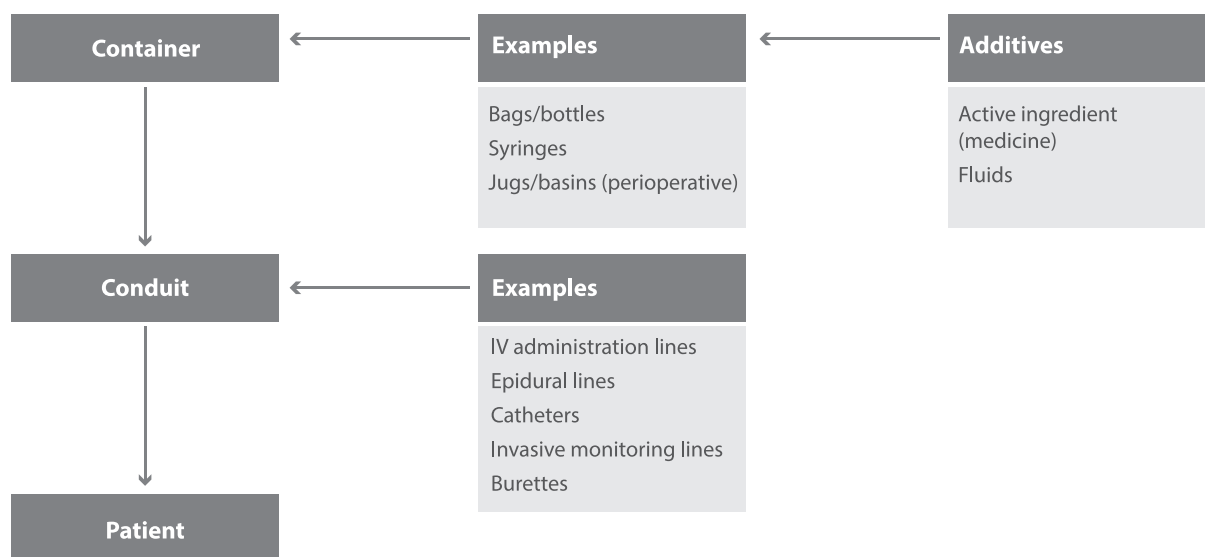 Container
Examples
Additives
Bags/bottles
Syringes
Jugs/basins (perioperative)
Active ingredient
(medicine)
Fluids
Conduit
Examples
IV administration lines
Epidural lines
Catheters
Invasive monitoring lines
Burettes
Patient